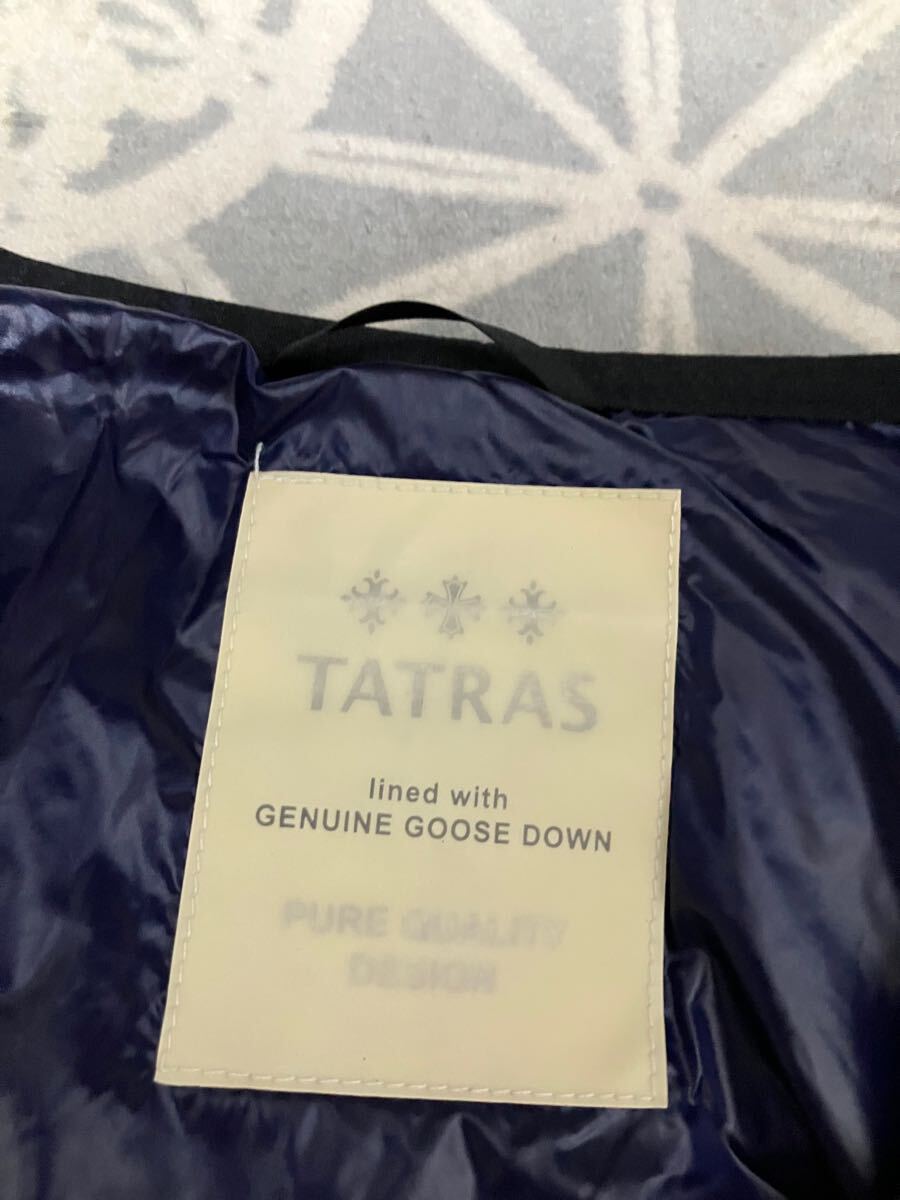 TATRAS
lined with
GENUINE GOOSE DOWN
PURE QUALITY
DESIGN